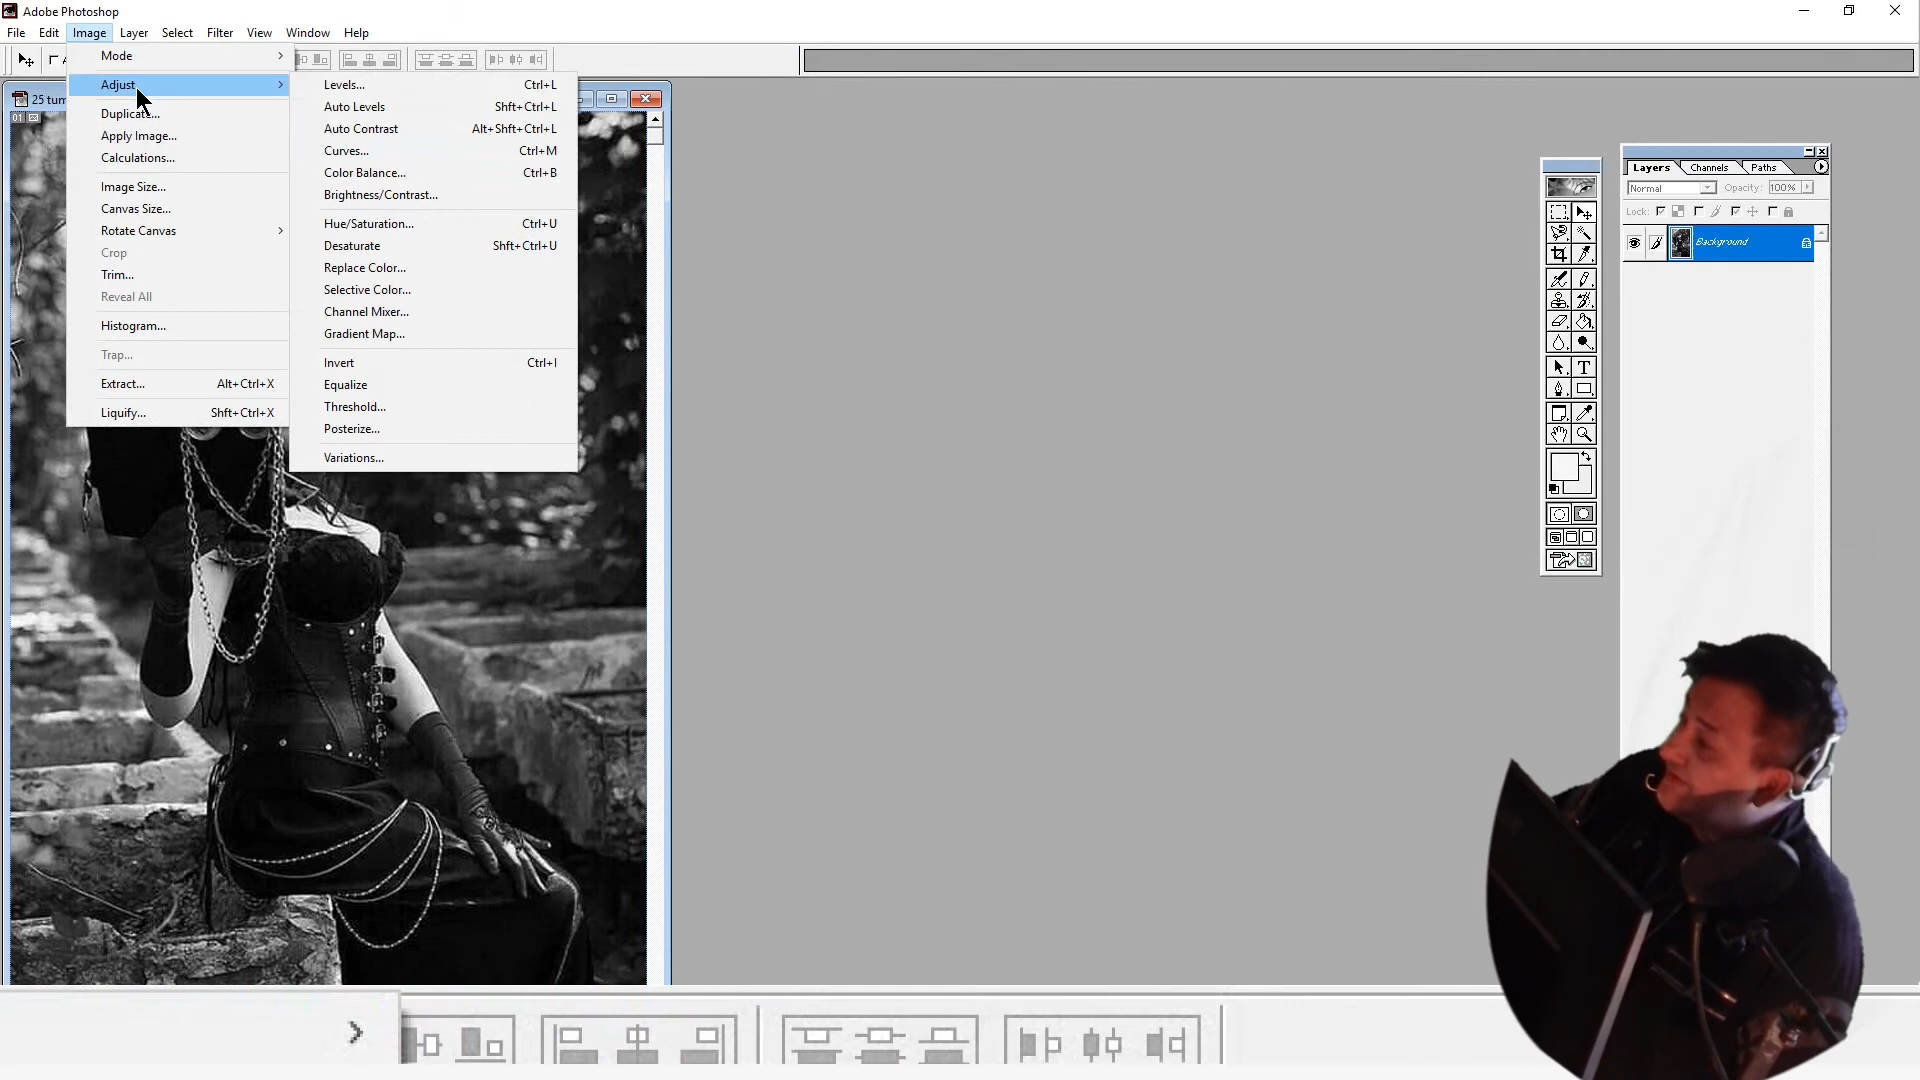 Adobe Photoshop
File Edit Image Layer Select Filter View Window Help
Mode
Adjust
Duplicate...
Apply Image...
Calculations...
Image Size...
Canvas Size...
Rotate Canvas
Crop
Trim...
Reveal All
Histogram...
Trap...
Extract... Alt+Ctrl+X
Liquify... Shft+Ctrl+X
Levels... Ctrl+L
Auto Levels Shft+Ctrl+L
Auto Contrast Alt+Shft+Ctrl+L
Curves... Ctrl+M
Color Balance... Ctrl+B
Brightness/Contrast...
Hue/Saturation... Ctrl+U
Desaturate Shft+Ctrl+U
Replace Color...
Selective Color...
Channel Mixer...
Gradient Map...
Invert Ctrl+I
Equalize
Threshold...
Posterize...
Variations...
25 tum
01
Layers Channels Paths
Normal Opacity: 100%
Lock:
Background
T